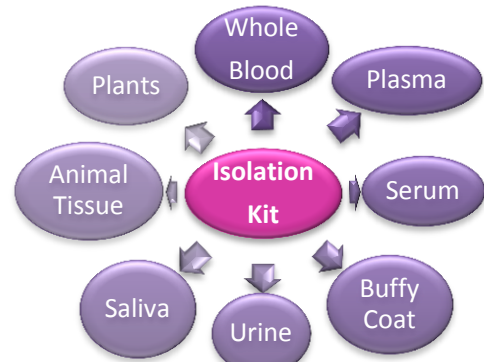 Whole
Blood
Plants
Plasma
Animal
Tissue
Isolation
Kit
Serum
Saliva
Urine
Buffy
Coat